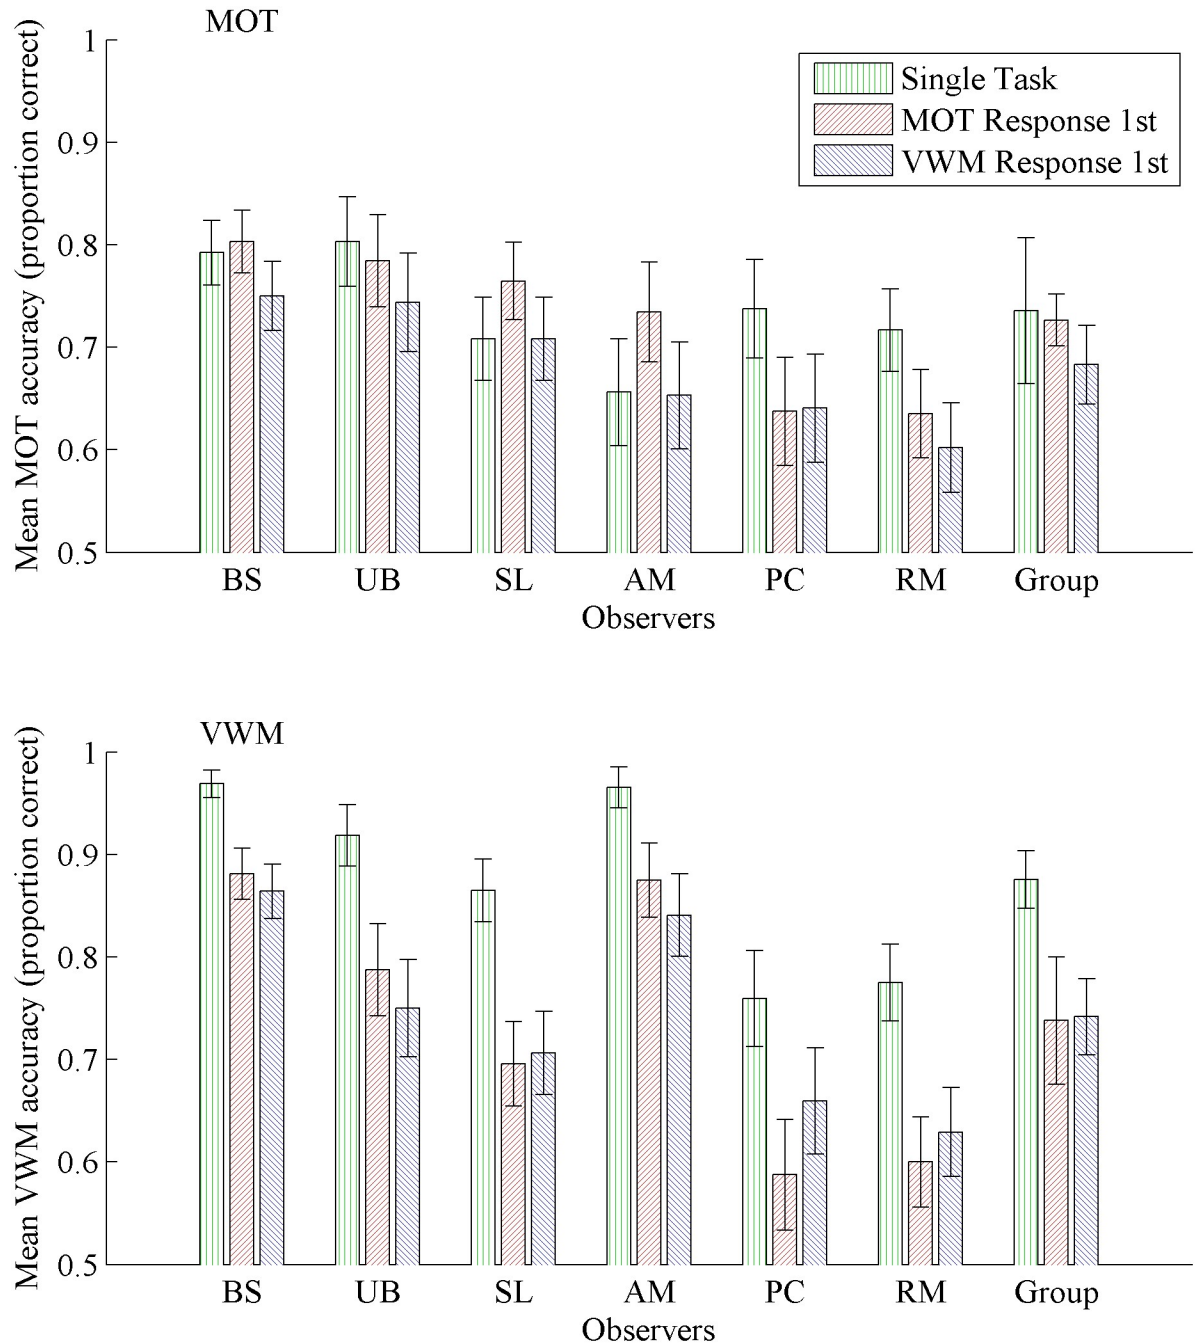 MOT
Single Task
MOT Response 1st
VWM Response 1st
Mean MOT accuracy (proportion correct)
1
0.9
0.8
0.7
0.6
0.5
BS UB SL AM PC RM Group
Observers
VWM
Mean VWM accuracy (proportion correct)
1
0.9
0.8
0.7
0.6
0.5
BS UB SL AM PC RM Group
Observers